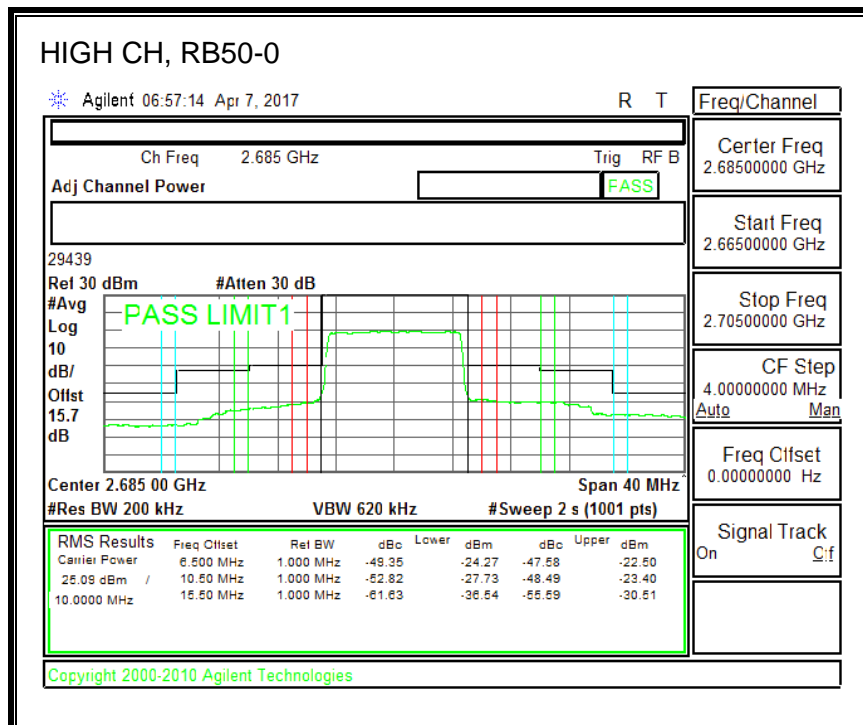 HIGH CH, RB50-0
Agilent 06:57:14 Apr 7, 2017 R T
Freq/Channel
Ch Freq 2.685 GHz Trig RF B
Adj Channel Power PASS
Center Freq
2.68500000 GHz
Start Freq
2.66500000 GHz
Stop Freq
2.70500000 GHz
CF Step
4.00000000 MHz
Auto Man
Freq Offset
0.00000000 Hz
Signal Track
On Off
29439
Ref 30 dBm #Atten 30 dB
#Avg
Log
10
dB/
Offst
15.7
dB
PASS LIMIT1
Center 2.685 00 GHz Span 40 MHz
#Res BW 200 kHz VBW 620 kHz #Sweep 2 s (1001 pts)
RMS Results Freq Offset Ref BW dBc Lower dBm dBc Upper dBm
Carrier Power 6.500 MHz 1.000 MHz -49.35 -24.27 -47.58 -22.50
25.09 dBm / 10.50 MHz 1.000 MHz -52.82 -27.73 -48.49 -23.40
10.0000 MHz 15.50 MHz 1.000 MHz -61.63 -36.54 -55.59 -30.51
Copyright 2000-2010 Agilent Technologies